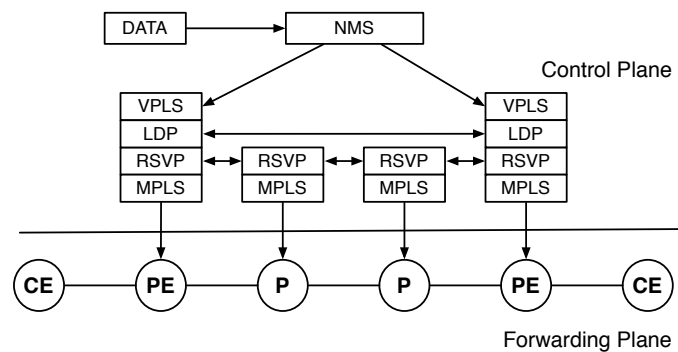 DATA
NMS
Control Plane
VPLS
VPLS
LDP
LDP
RSVP
RSVP
RSVP
RSVP
MPLS
MPLS
MPLS
MPLS
CE
PE
P
P
PE
CE
Forwarding Plane